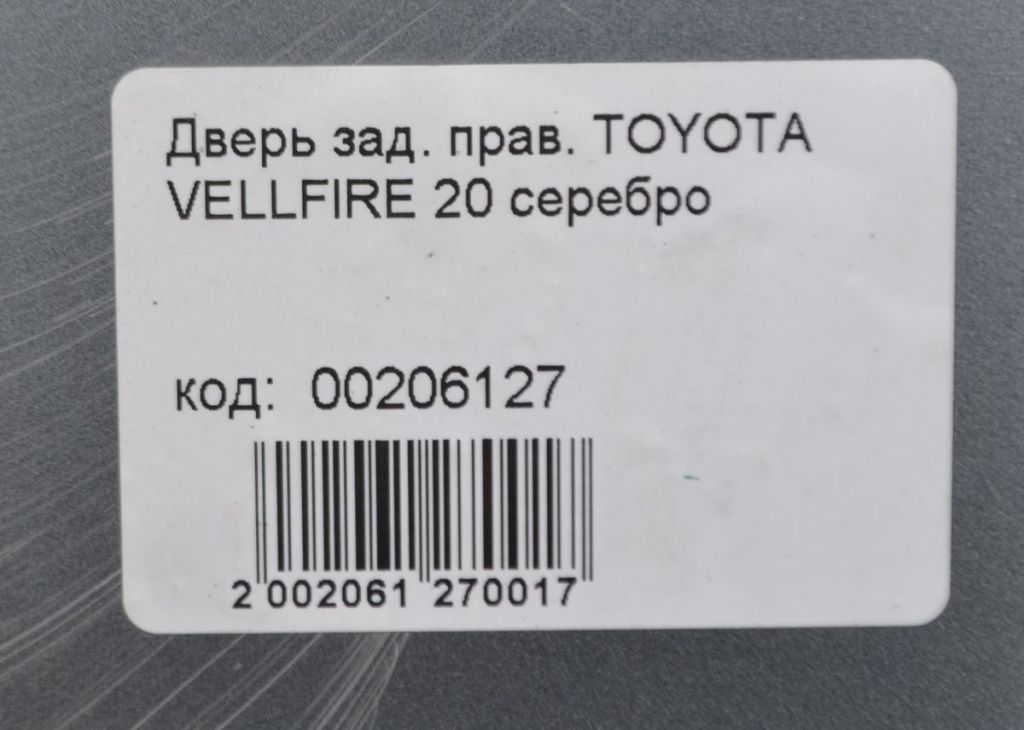 Дверь зад. прав. TOYOTA
VELLFIRE 20 серебро
код: 00206127
2 002061 270017